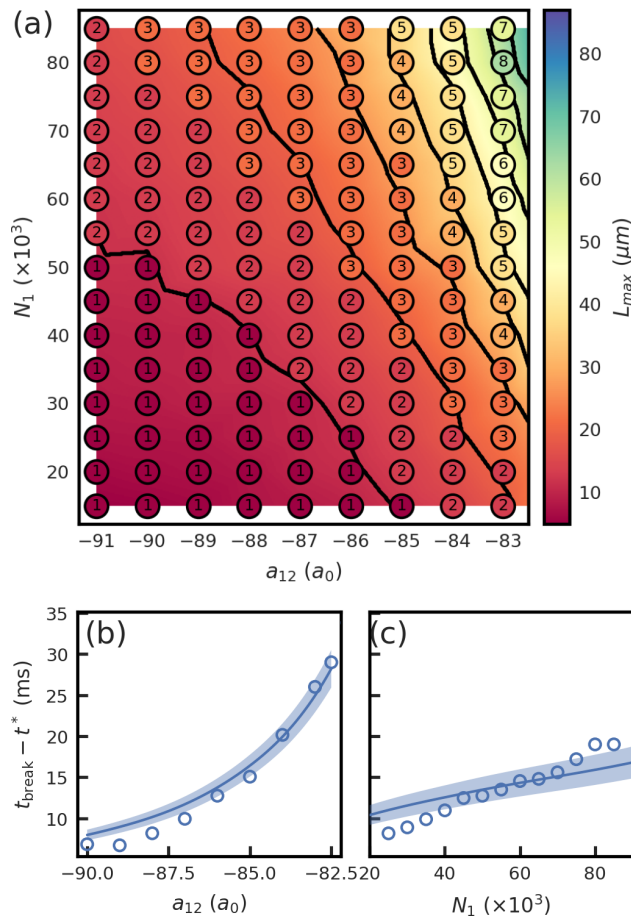 (a)
2 3 3 3 3 3 5 5 7
80 2 3 3 3 3 3 4 5 8 80
2 2 3 3 3 3 4 5 7
70 2 2 2 3 3 3 4 5 7 70
2 2 2 3 3 3 3 5 6
60 2 2 2 2 3 3 3 4 6 60
2 2 2 2 2 3 3 4 5
50 1 1 2 2 2 3 3 3 5 50
1 1 1 2 2 2 3 3 4
40 1 1 1 1 2 2 3 3 4 40
1 1 1 1 2 2 2 3 3
30 1 1 1 1 1 2 2 3 3 30
1 1 1 1 1 1 2 2 3
20 1 1 1 1 1 1 2 2 2 20
1 1 1 1 1 1 1 2 2 10
N₁ (×10³)
L_max (μm)
−91 −90 −89 −88 −87 −86 −85 −84 −83
a₁₂ (a₀)
(b)
35
30
25
20
15
10
t_break − t* (ms)
−90.0 −87.5 −85.0 −82.5
a₁₂ (a₀)
(c)
20 40 60 80
N₁ (×10³)